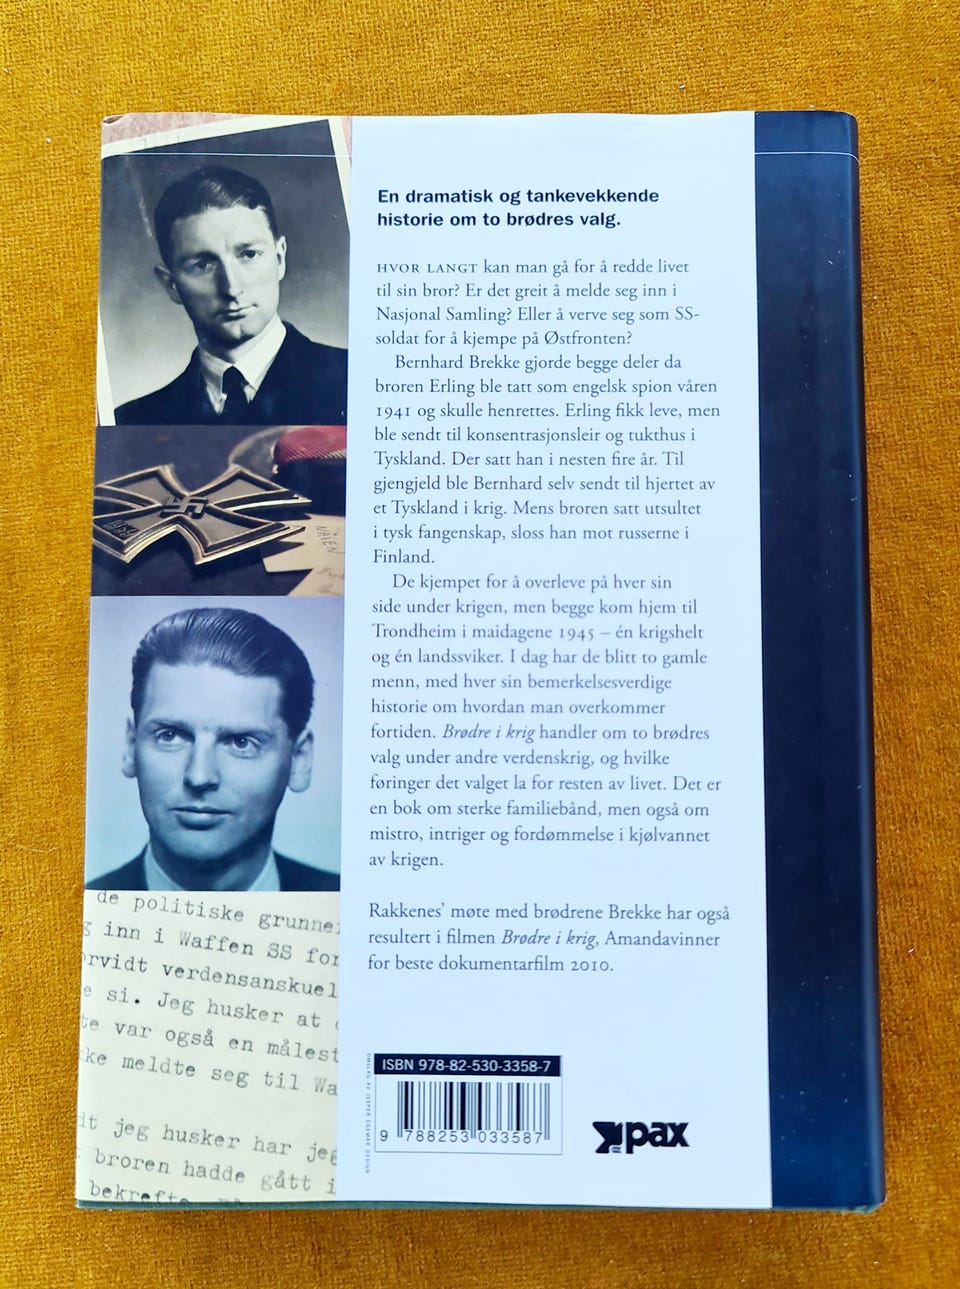 En dramatisk og tankevekkende
historie om to brødres valg.
HVOR LANGT kan man gå for å redde livet
til sin bror? Er det greit å melde seg inn i
Nasjonal Samling? Eller å verve seg som SS-
soldat for å kjempe på Østfronten?
Bernhard Brekke gjorde begge deler da
broren Erling ble tatt som engelsk spion våren
1941 og skulle henrettes. Erling fikk leve, men
ble sendt til konsentrasjonsleir og tukthus i
Tyskland. Der satt han i nesten fire år. Til
gjengjeld ble Bernhard selv sendt til hjertet av
et Tyskland i krig. Mens broren satt utsultet
i tysk fangenskap, sloss han mot russerne i
Finland.
De kjempet for å overleve på hver sin
side under krigen, men begge kom hjem til
Trondheim i maidagene 1945 – én krigshelt
og én landssviker. I dag har de blitt to gamle
menn, med hver sin bemerkelsesverdige
historie om hvordan man overkommer
fortiden. Brødre i krig handler om to brødres
valg under andre verdenskrig, og hvilke
føringer det valget la for resten av livet. Det er
en bok om sterke familiebånd, men også om
mistro, intriger og fordømmelse i kjølvannet
av krigen.
Rakkenes' møte med brødrene Brekke har også
resultert i filmen Brødre i krig, Amandavinner
for beste dokumentarfilm 2010.
de politiske grunne
inn i Waffen SS for
rvidt verdensanskuel
e si. Jeg husker at
te var også en målest
ke meldte seg til Wa
dt jeg husker har jeg
broren hadde gått i
bekrefte
OMSLAG AV JESPER EGEMAR DESIGN
ISBN 978-82-530-3358-7
9 788253 033587
pax